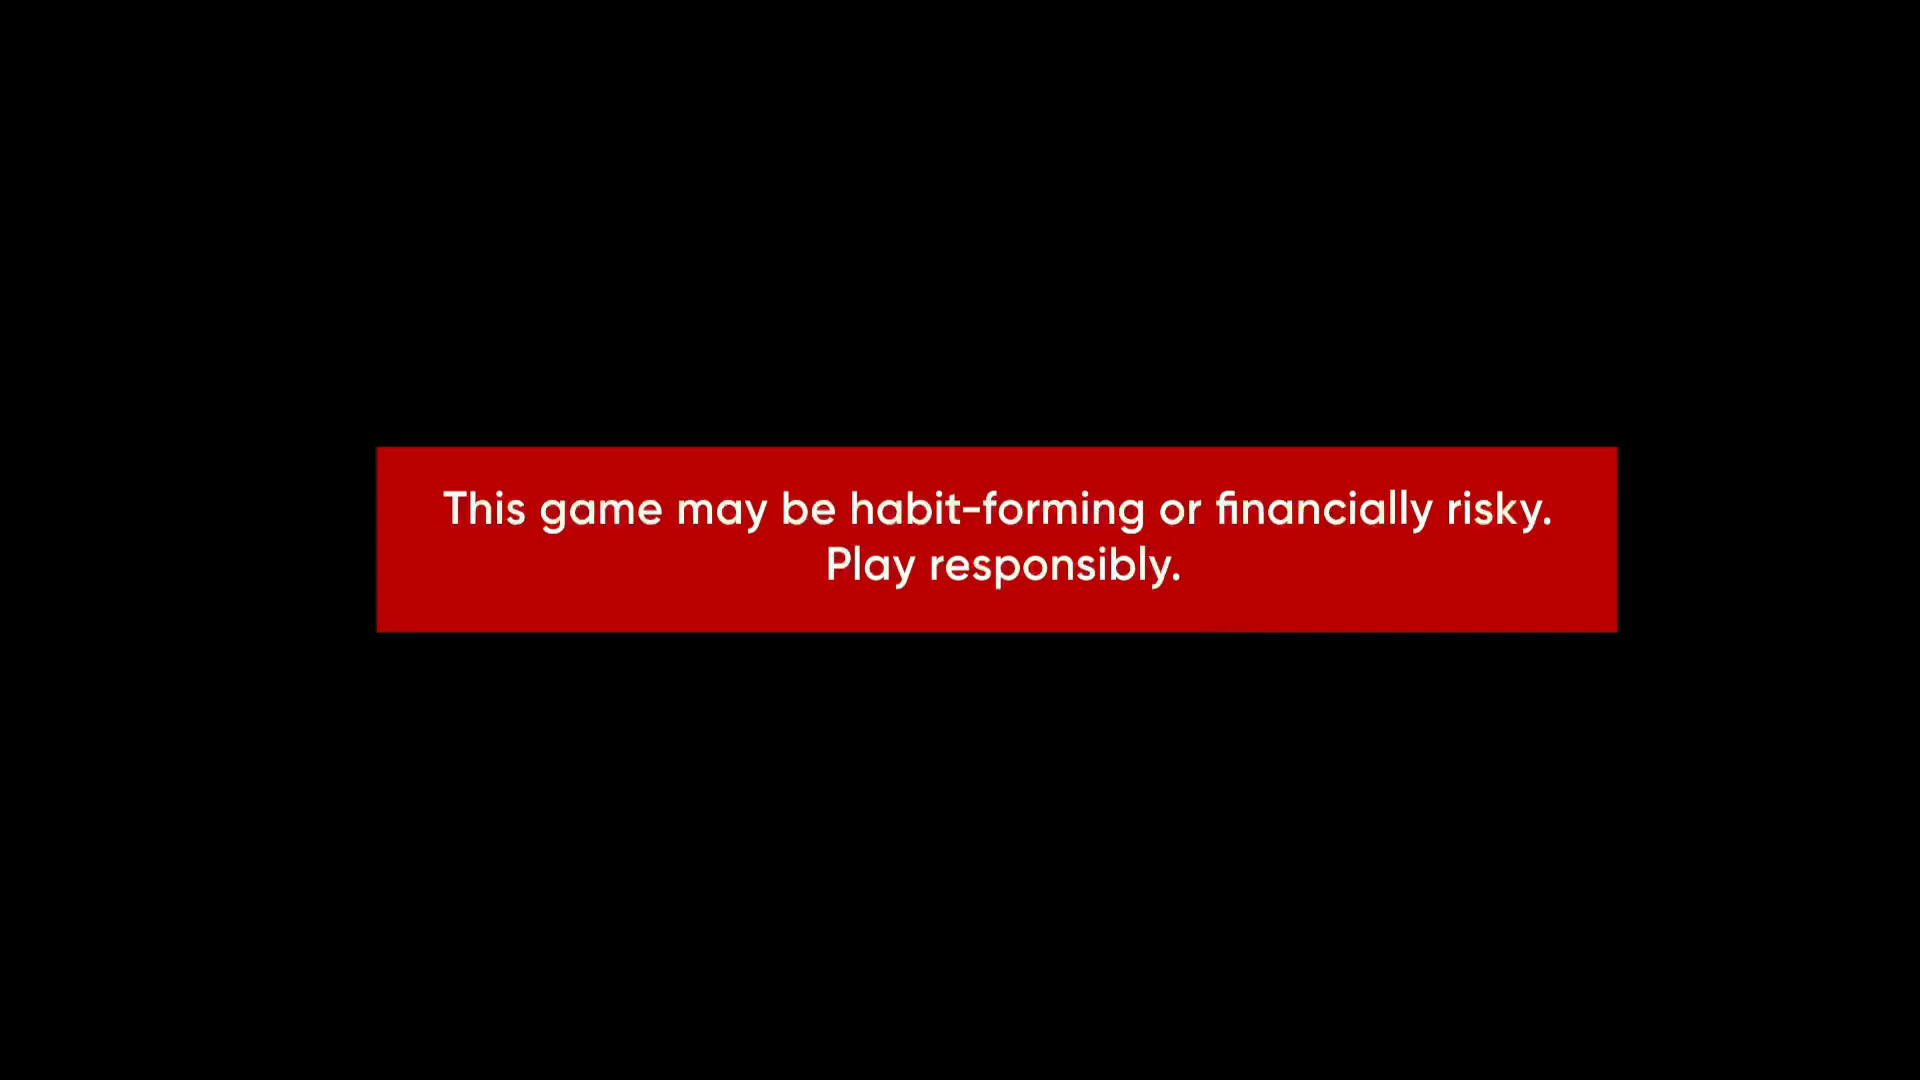 This game may be habit-forming or financially risky.
Play responsibly.